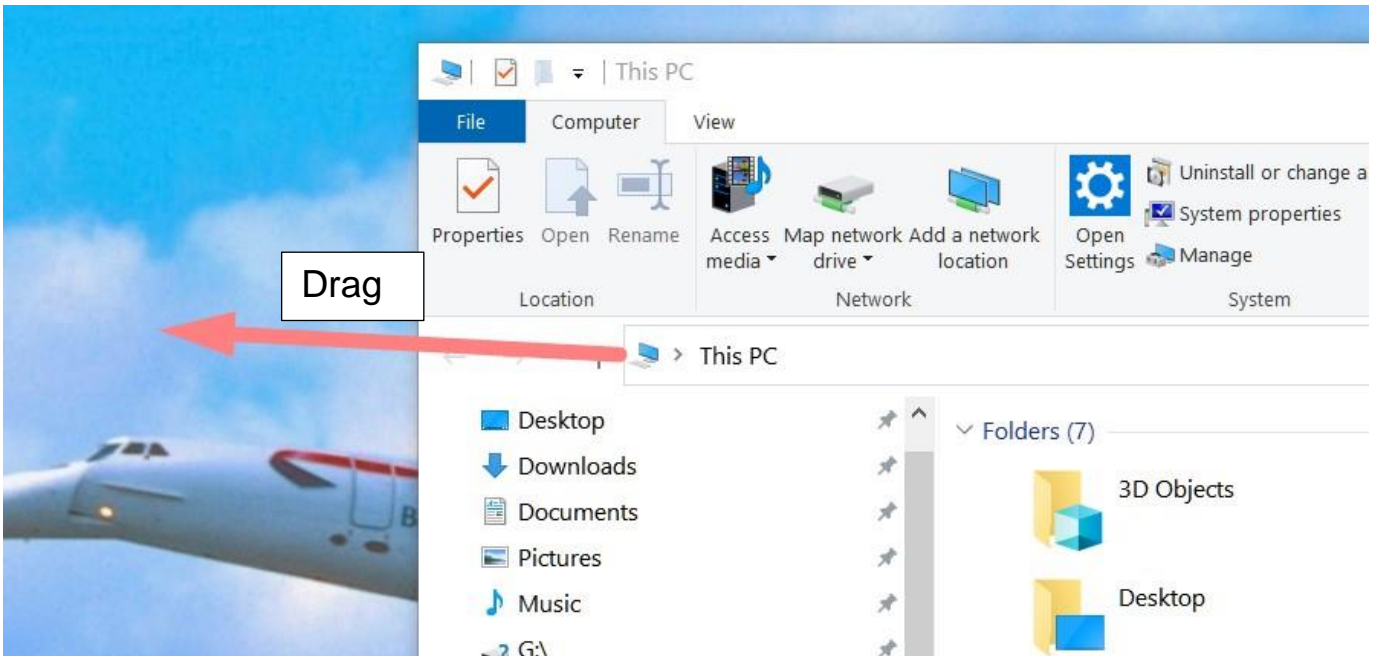 This PC
File Computer View
Properties Open Rename
Access media
Map network drive
Add a network location
Open Settings
Uninstall or change a
System properties
Manage
Location Network System
Drag
> This PC
Desktop
Downloads
Documents
Pictures
Music
G:\
Folders (7)
3D Objects
Desktop
B